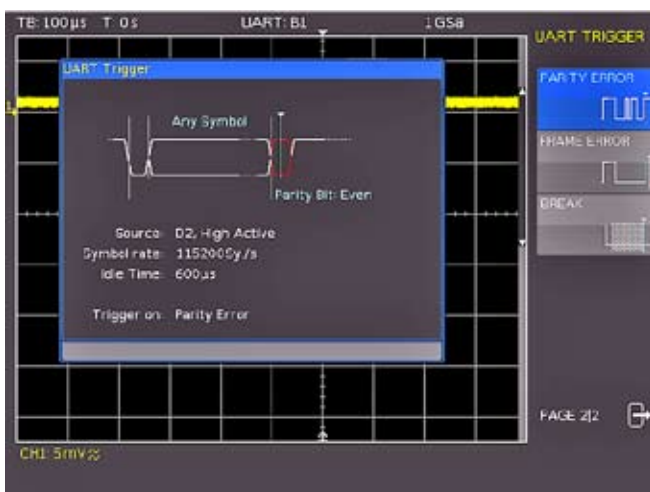 TB:100µs T 0s UART:B1 1GSa
UART TRIGGER
UART Trigger
PARITY ERROR
1
Any Symbol
FRAME ERROR
Parity Bit: Even
BREAK
Source: D2, High Active
Symbol rate: 115200Sy./s
Idle Time: 600µs
Trigger on: Parity Error
PAGE 2|2
CH1: 5mV